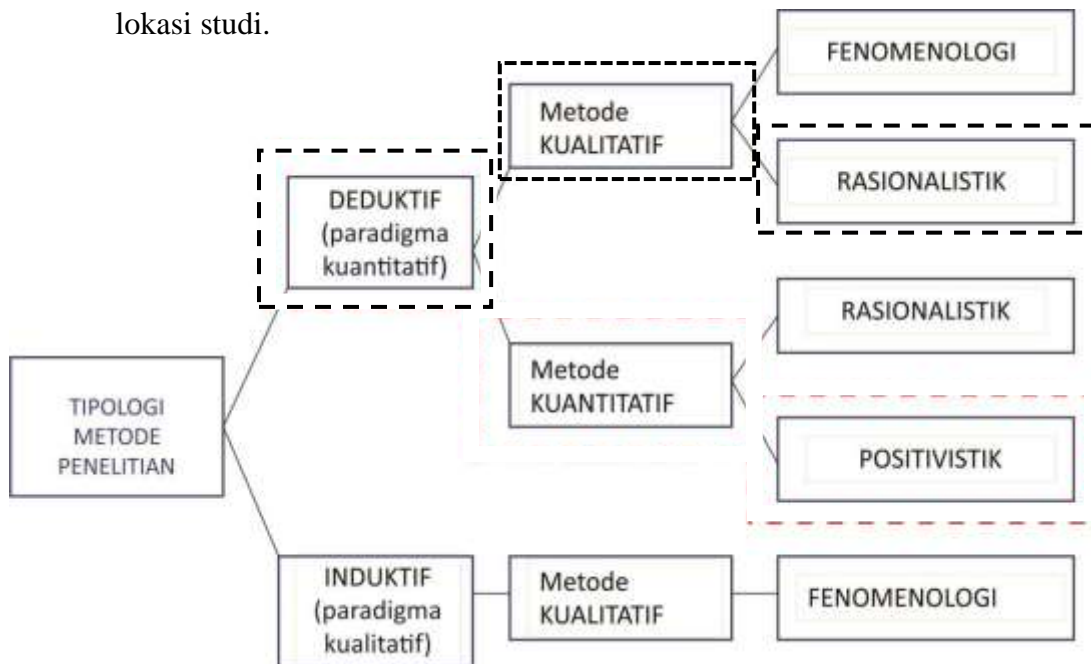 lokasi studi.
FENOMENOLOGI
Metode
KUALITATIF
RASIONALISTIK
DEDUKTIF
(paradigma
kuantitatif)
RASIONALISTIK
Metode
KUANTITATIF
POSITIVISTIK
TIPOLOGI
METODE
PENELITIAN
INDUKTIF
(paradigma
kualitatif)
Metode
KUALITATIF
FENOMENOLOGI